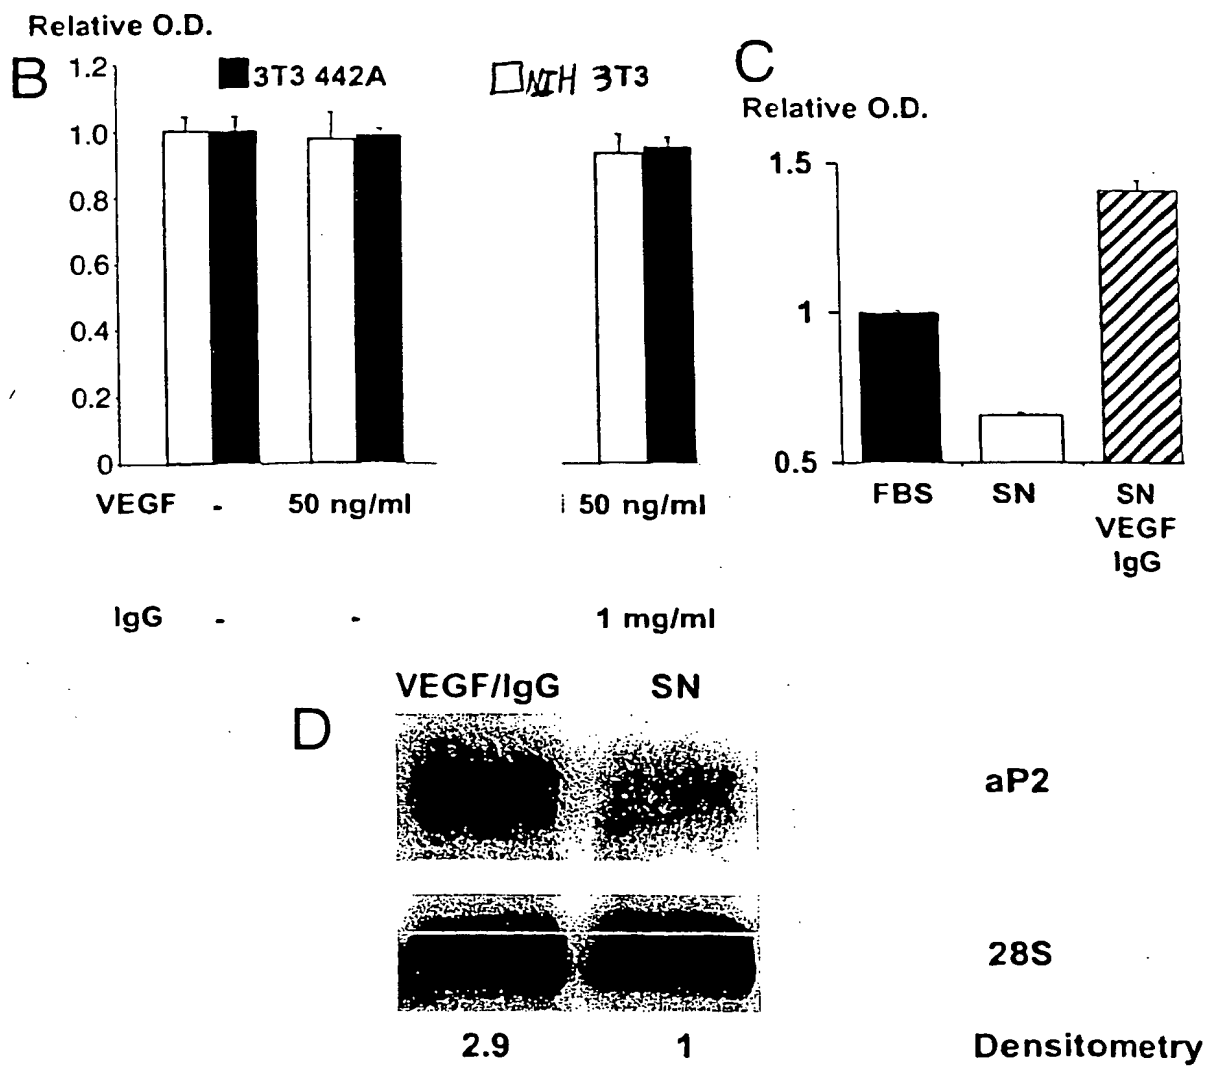 Relative O.D.
B
3T3 442A
NIH 3T3
1.2
1.0
0.8
0.6
0.4
0.2
0
VEGF - 50 ng/ml 50 ng/ml
IgG - - 1 mg/ml
C
Relative O.D.
1.5
1
0.5
FBS SN SN
VEGF
IgG
D
VEGF/IgG SN
aP2
28S
2.9 1 Densitometry